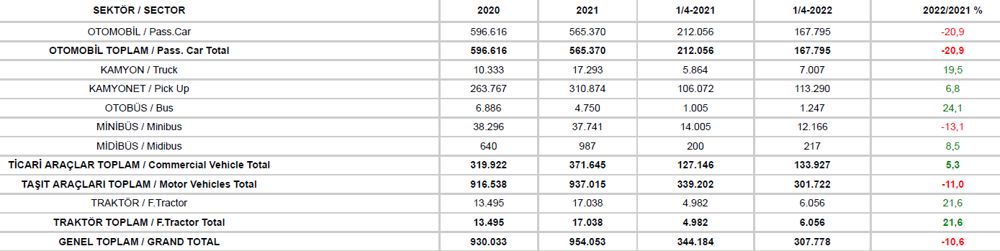 SEKTÖR / SECTOR 2020 2021 1/4-2021 1/4-2022 2022/2021 %
OTOMOBİL / Pass.Car 596.616 565.370 212.056 167.795 -20,9
OTOMOBİL TOPLAM / Pass. Car Total 596.616 565.370 212.056 167.795 -20,9
KAMYON / Truck 10.333 17.293 5.864 7.007 19,5
KAMYONET / Pick Up 263.767 310.874 106.072 113.290 6,8
OTOBÜS / Bus 6.886 4.750 1.005 1.247 24,1
MİNİBÜS / Minibus 38.296 37.741 14.005 12.166 -13,1
MİDİBÜS / Midibus 640 987 200 217 8,5
TİCARİ ARAÇLAR TOPLAM / Commercial Vehicle Total 319.922 371.645 127.146 133.927 5,3
TAŞIT ARAÇLARI TOPLAM / Motor Vehicles Total 916.538 937.015 339.202 301.722 -11,0
TRAKTÖR / F.Tractor 13.495 17.038 4.982 6.056 21,6
TRAKTÖR TOPLAM / F.Tractor Total 13.495 17.038 4.982 6.056 21,6
GENEL TOPLAM / GRAND TOTAL 930.033 954.053 344.184 307.778 -10,6